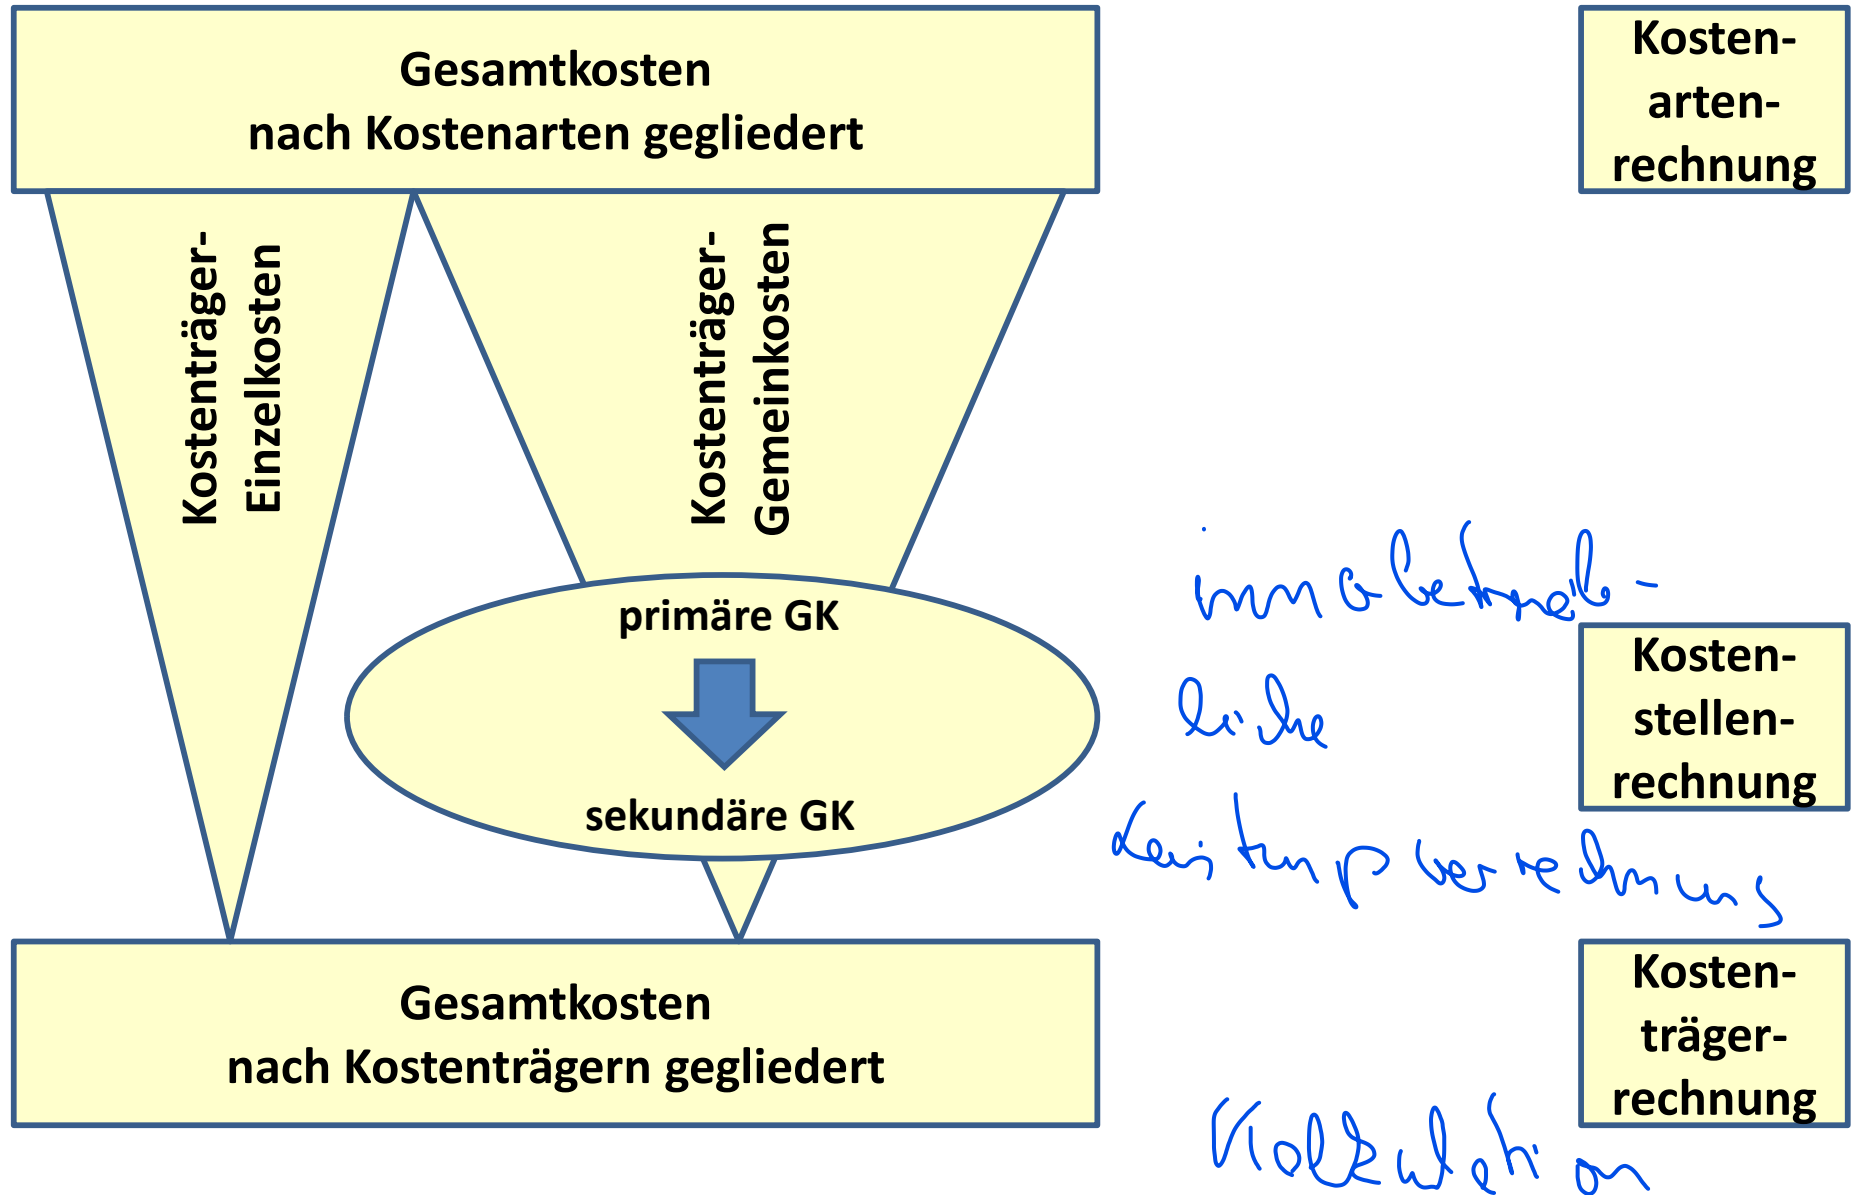 Gesamtkosten
nach Kostenarten gegliedert
Kosten-
arten-
rechnung
Kostenträger-
Einzelkosten
Kostenträger-
Gemeinkosten
primäre GK
sekundäre GK
innerbetrieb-
liche
Leistungsverrechnung
Kosten-
stellen-
rechnung
Gesamtkosten
nach Kostenträgern gegliedert
Kosten-
träger-
rechnung
Kalkulation